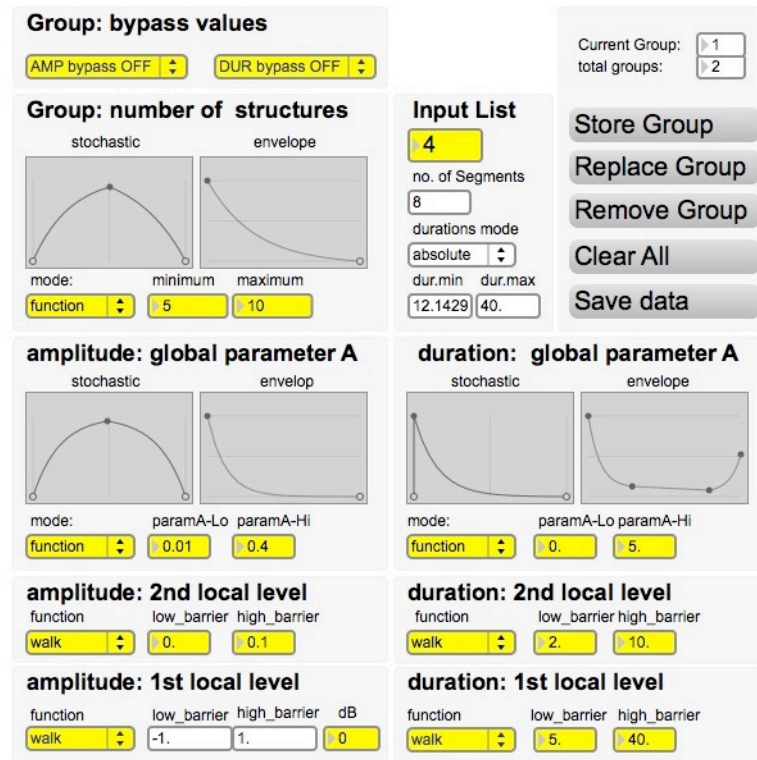 Group: bypass values
AMP bypass OFF
DUR bypass OFF
Current Group: 1
total groups: 2
Group: number of structures
stochastic envelope
mode: minimum maximum
function 5 10
Input List
4
no. of Segments
8
durations mode
absolute
dur.min dur.max
12.1429 40.
Store Group
Replace Group
Remove Group
Clear All
Save data
amplitude: global parameter A
stochastic envelop
mode: paramA-Lo paramA-Hi
function 0.01 0.4
duration: global parameter A
stochastic envelope
mode: paramA-Lo paramA-Hi
function 0. 5.
amplitude: 2nd local level
function low_barrier high_barrier
walk 0. 0.1
duration: 2nd local level
function low_barrier high_barrier
walk 2. 10.
amplitude: 1st local level
function low_barrier high_barrier dB
walk -1. 1. 0
duration: 1st local level
function low_barrier high_barrier
walk 5. 40.